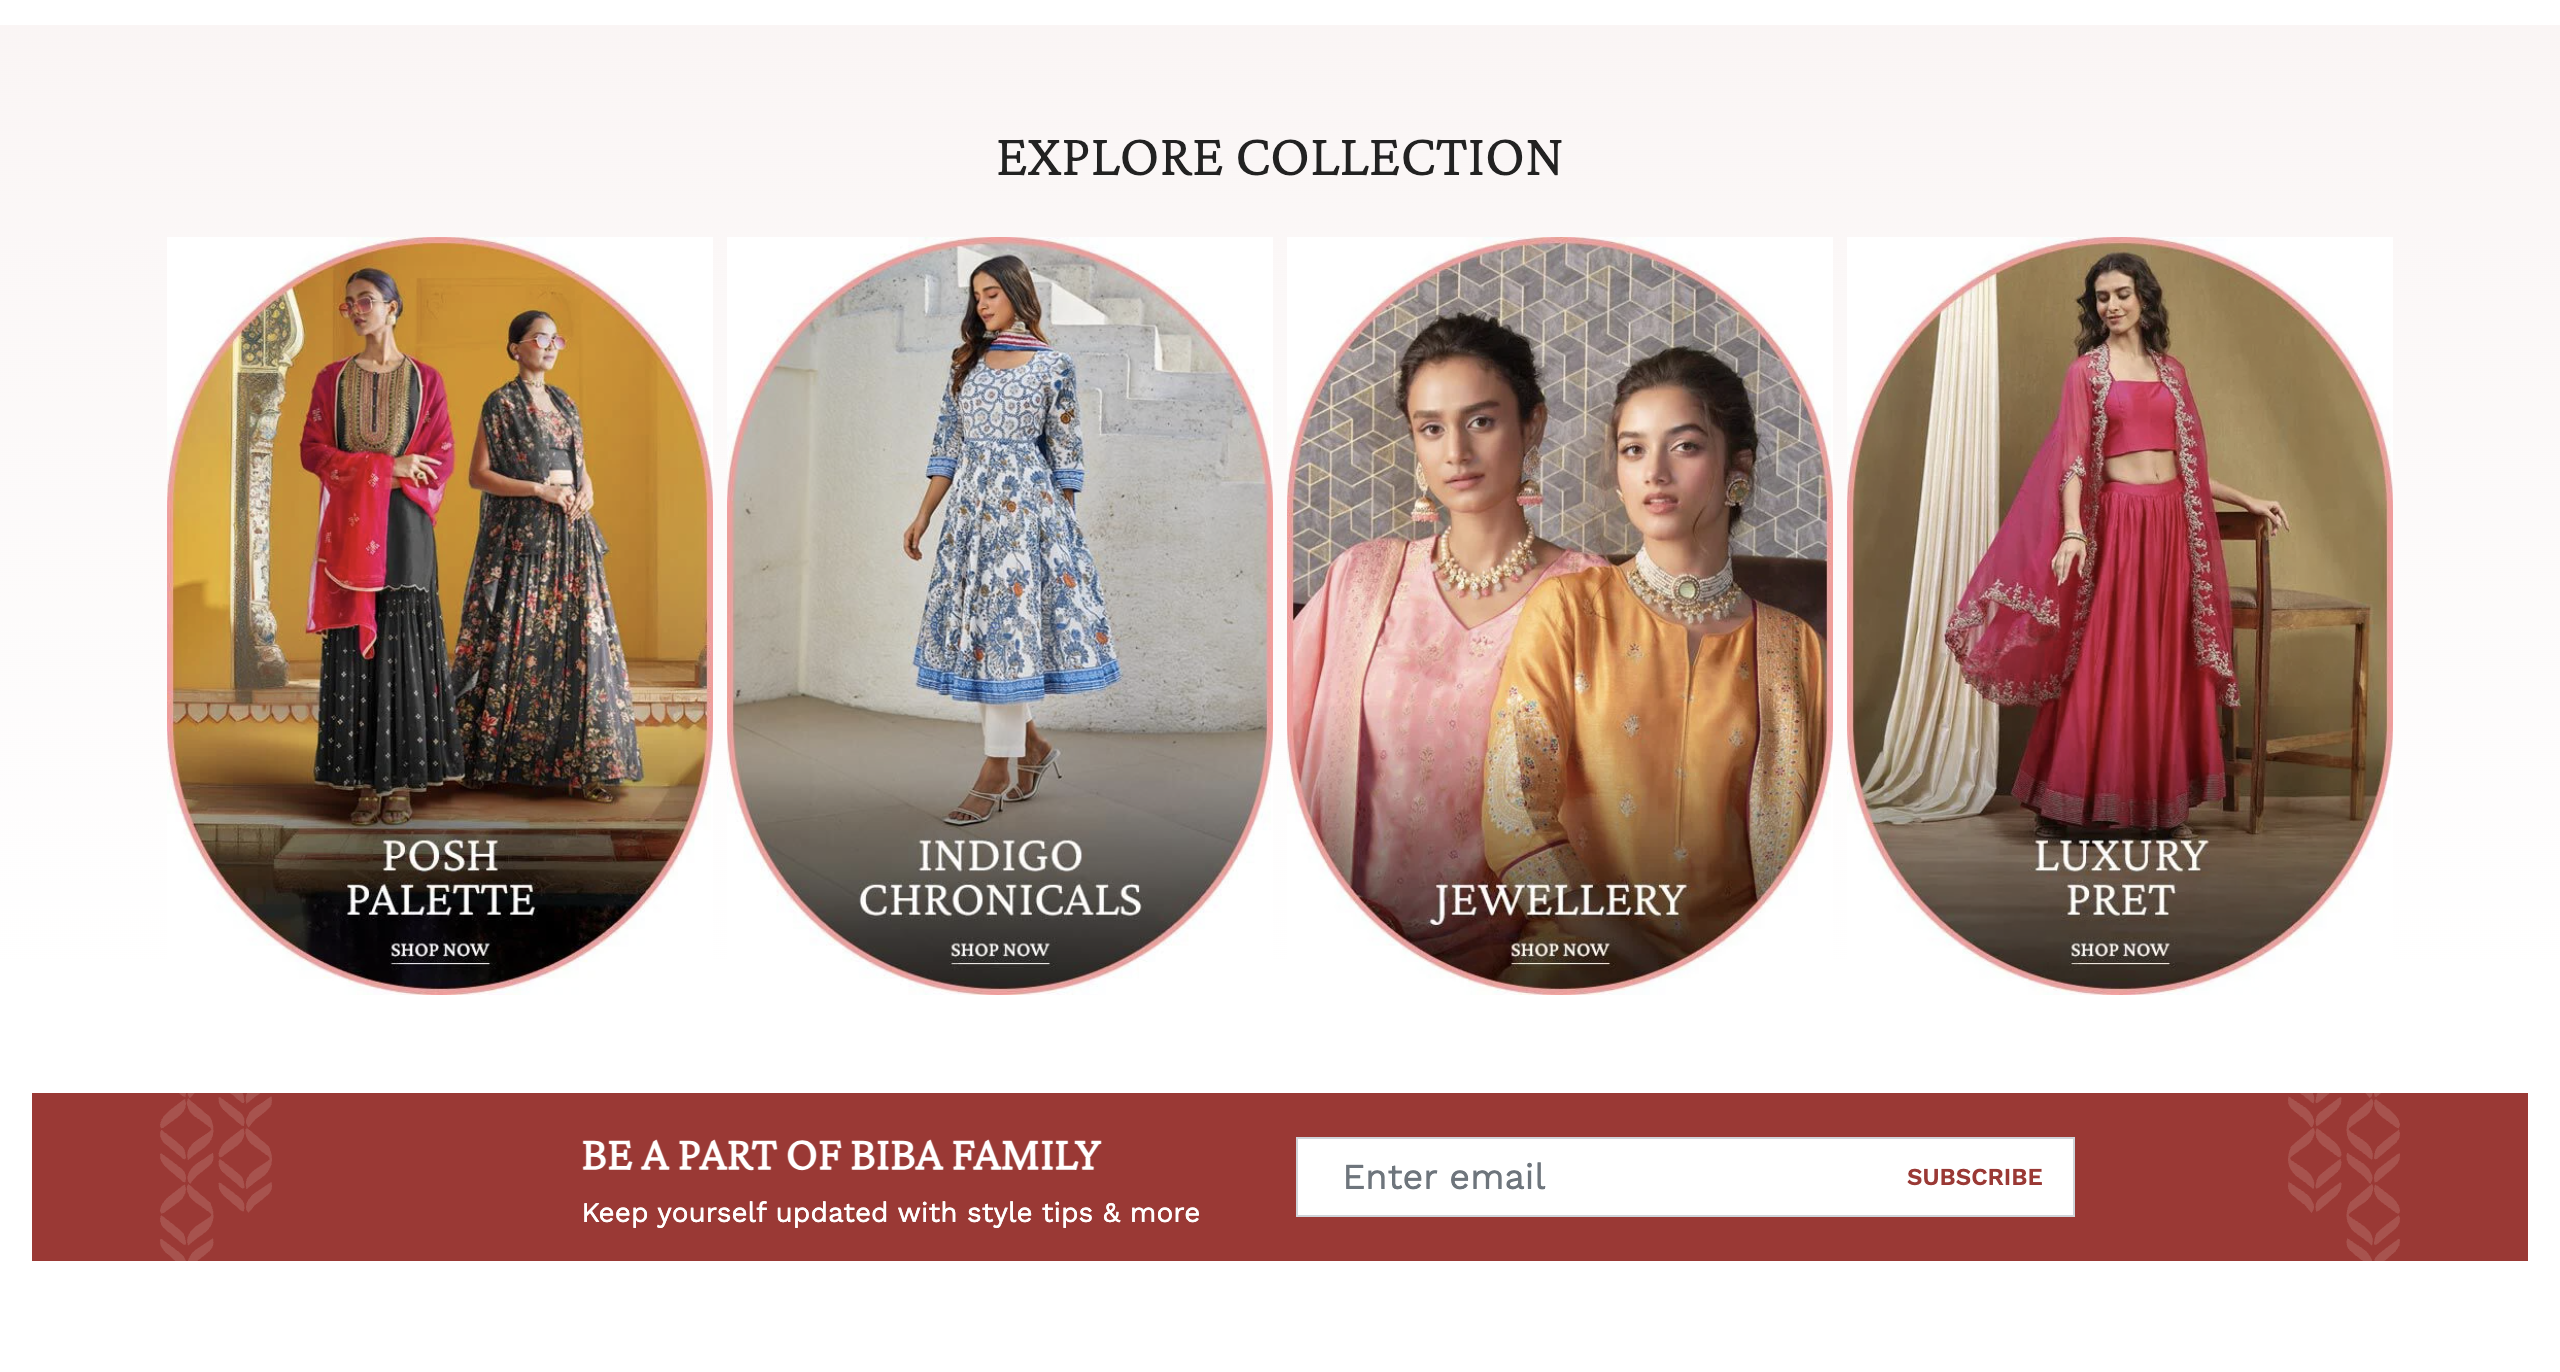 EXPLORE COLLECTION
POSH
PALETTE
SHOP NOW
INDIGO
CHRONICALS
SHOP NOW
JEWELLERY
SHOP NOW
LUXURY
PRET
SHOP NOW
BE A PART OF BIBA FAMILY
Keep yourself updated with style tips & more
Enter email
SUBSCRIBE